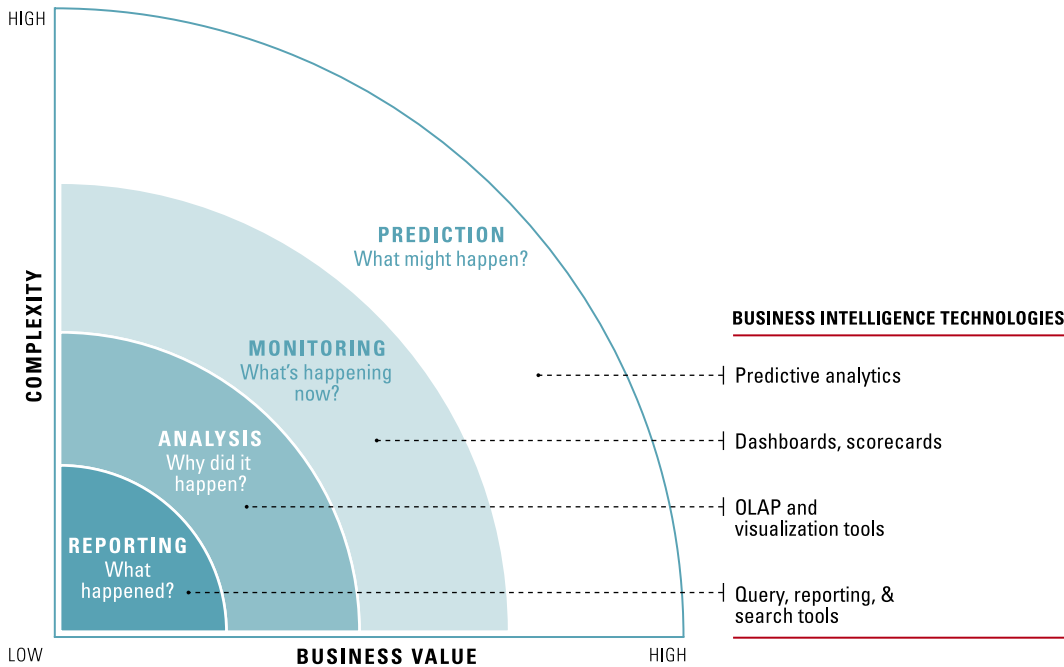 HIGH
COMPLEXITY
PREDICTION
What might happen?
MONITORING
What's happening
now?
ANALYSIS
Why did it
happen?
REPORTING
What
happened?
LOW
BUSINESS VALUE
HIGH
BUSINESS INTELLIGENCE TECHNOLOGIES
Predictive analytics
Dashboards, scorecards
OLAP and
visualization tools
Query, reporting, &
search tools